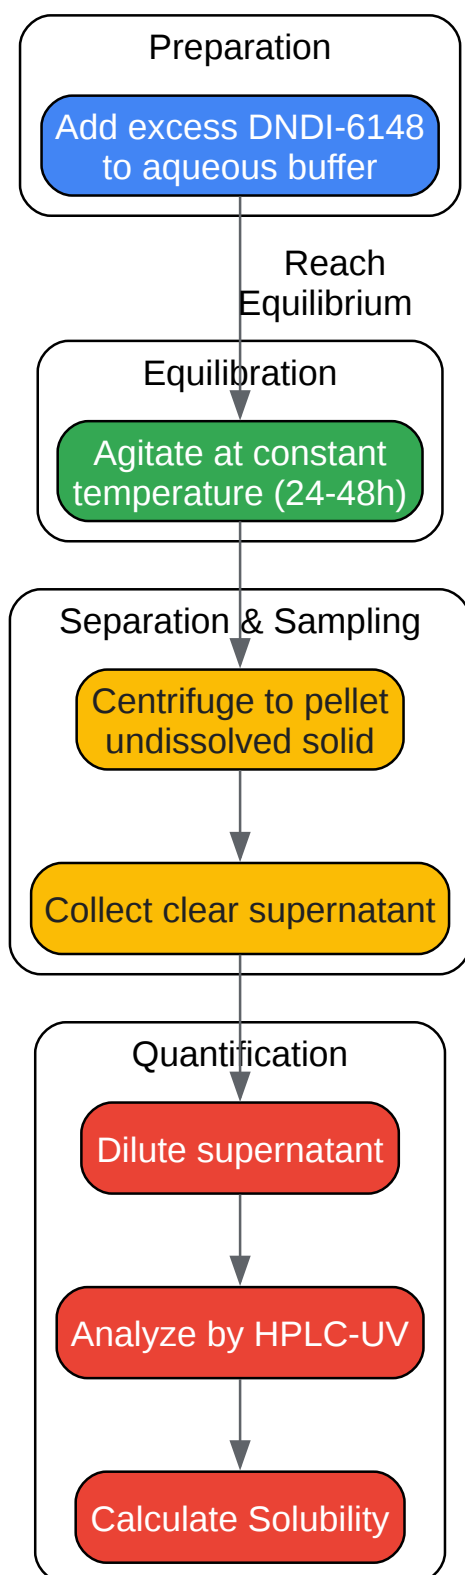 Preparation
Add excess DNDI-6148
to aqueous buffer
Reach
Equilibrium
Equilibration
Agitate at constant
temperature (24-48h)
Separation & Sampling
Centrifuge to pellet
undissolved solid
Collect clear supernatant
Quantification
Dilute supernatant
Analyze by HPLC-UV
Calculate Solubility